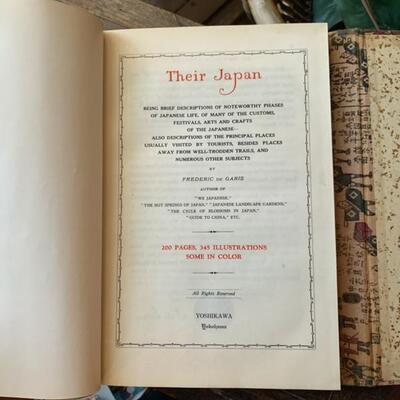 Their Japan
BEING BRIEF DESCRIPTIONS OF NOTEWORTHY PHASES
OF JAPANESE LIFE, OF MANY OF THE CUSTOMS,
FESTIVALS, ARTS AND CRAFTS
OF THE JAPANESE—
ALSO DESCRIPTIONS OF THE PRINCIPAL PLACES
USUALLY VISITED BY TOURISTS, BESIDES PLACES
AWAY FROM WELL-TRODDEN TRAILS, AND
NUMEROUS OTHER SUBJECTS
BY
FREDERIC DE GARIS
AUTHOR OF
"WE JAPANESE,"
"THE HOT SPRINGS OF JAPAN," "JAPANESE LANDSCAPE GARDENS,"
"THE CYCLE OF BLOSSOMS IN JAPAN,"
"GUIDE TO CHINA," ETC.
200 PAGES, 345 ILLUSTRATIONS
SOME IN COLOR
All Rights Reserved
YOSHIKAWA
Yokohama